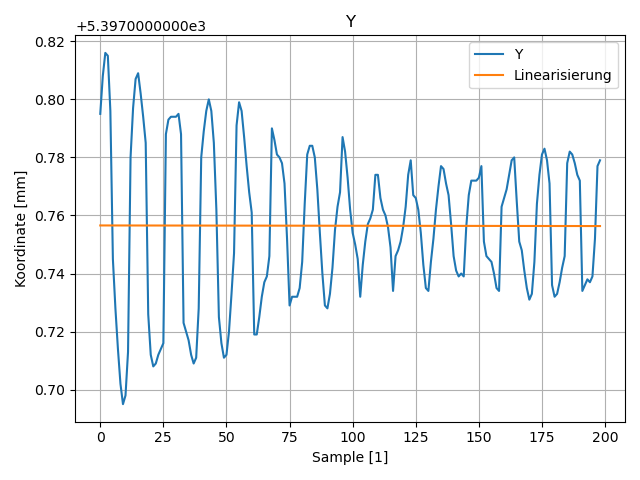 Y
+5.3970000000e3
0.82
0.80
0.78
0.76
0.74
0.72
0.70
Koordinate [mm]
Y
Linearisierung
0 25 50 75 100 125 150 175 200
Sample [1]